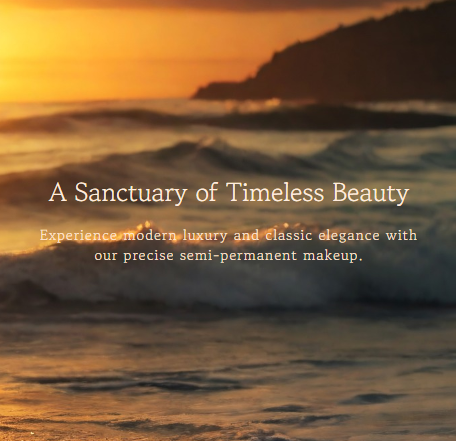 A Sanctuary of Timeless Beauty
Experience modern luxury and classic elegance with
our precise semi-permanent makeup.